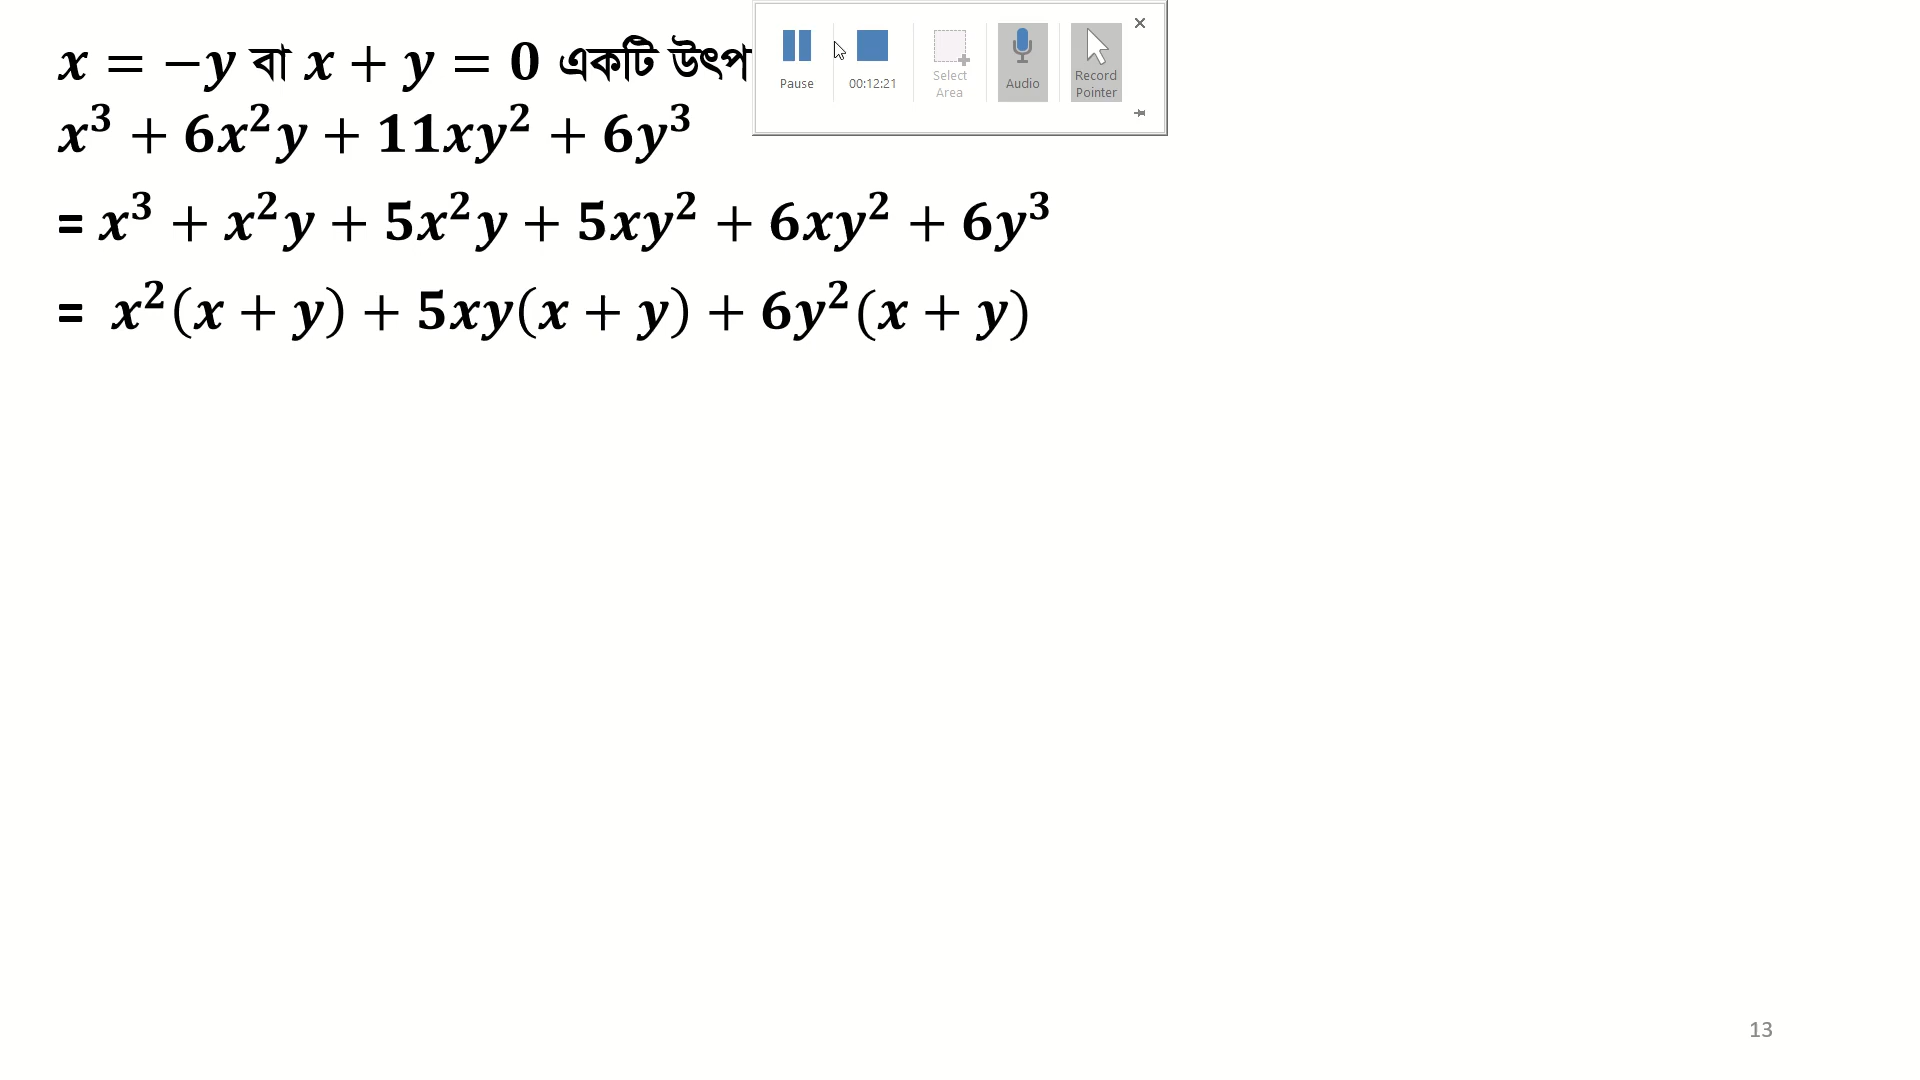 x = −y বা x + y = 0 একটি
x³ + 6x²y + 11xy² + 6y³
= x³ + x²y + 5x²y + 5xy² + 6xy² + 6y³
= x²(x + y) + 5xy(x + y) + 6y²(x + y)
Pause
00:12:21
Select Area
Audio
Record Pointer
13